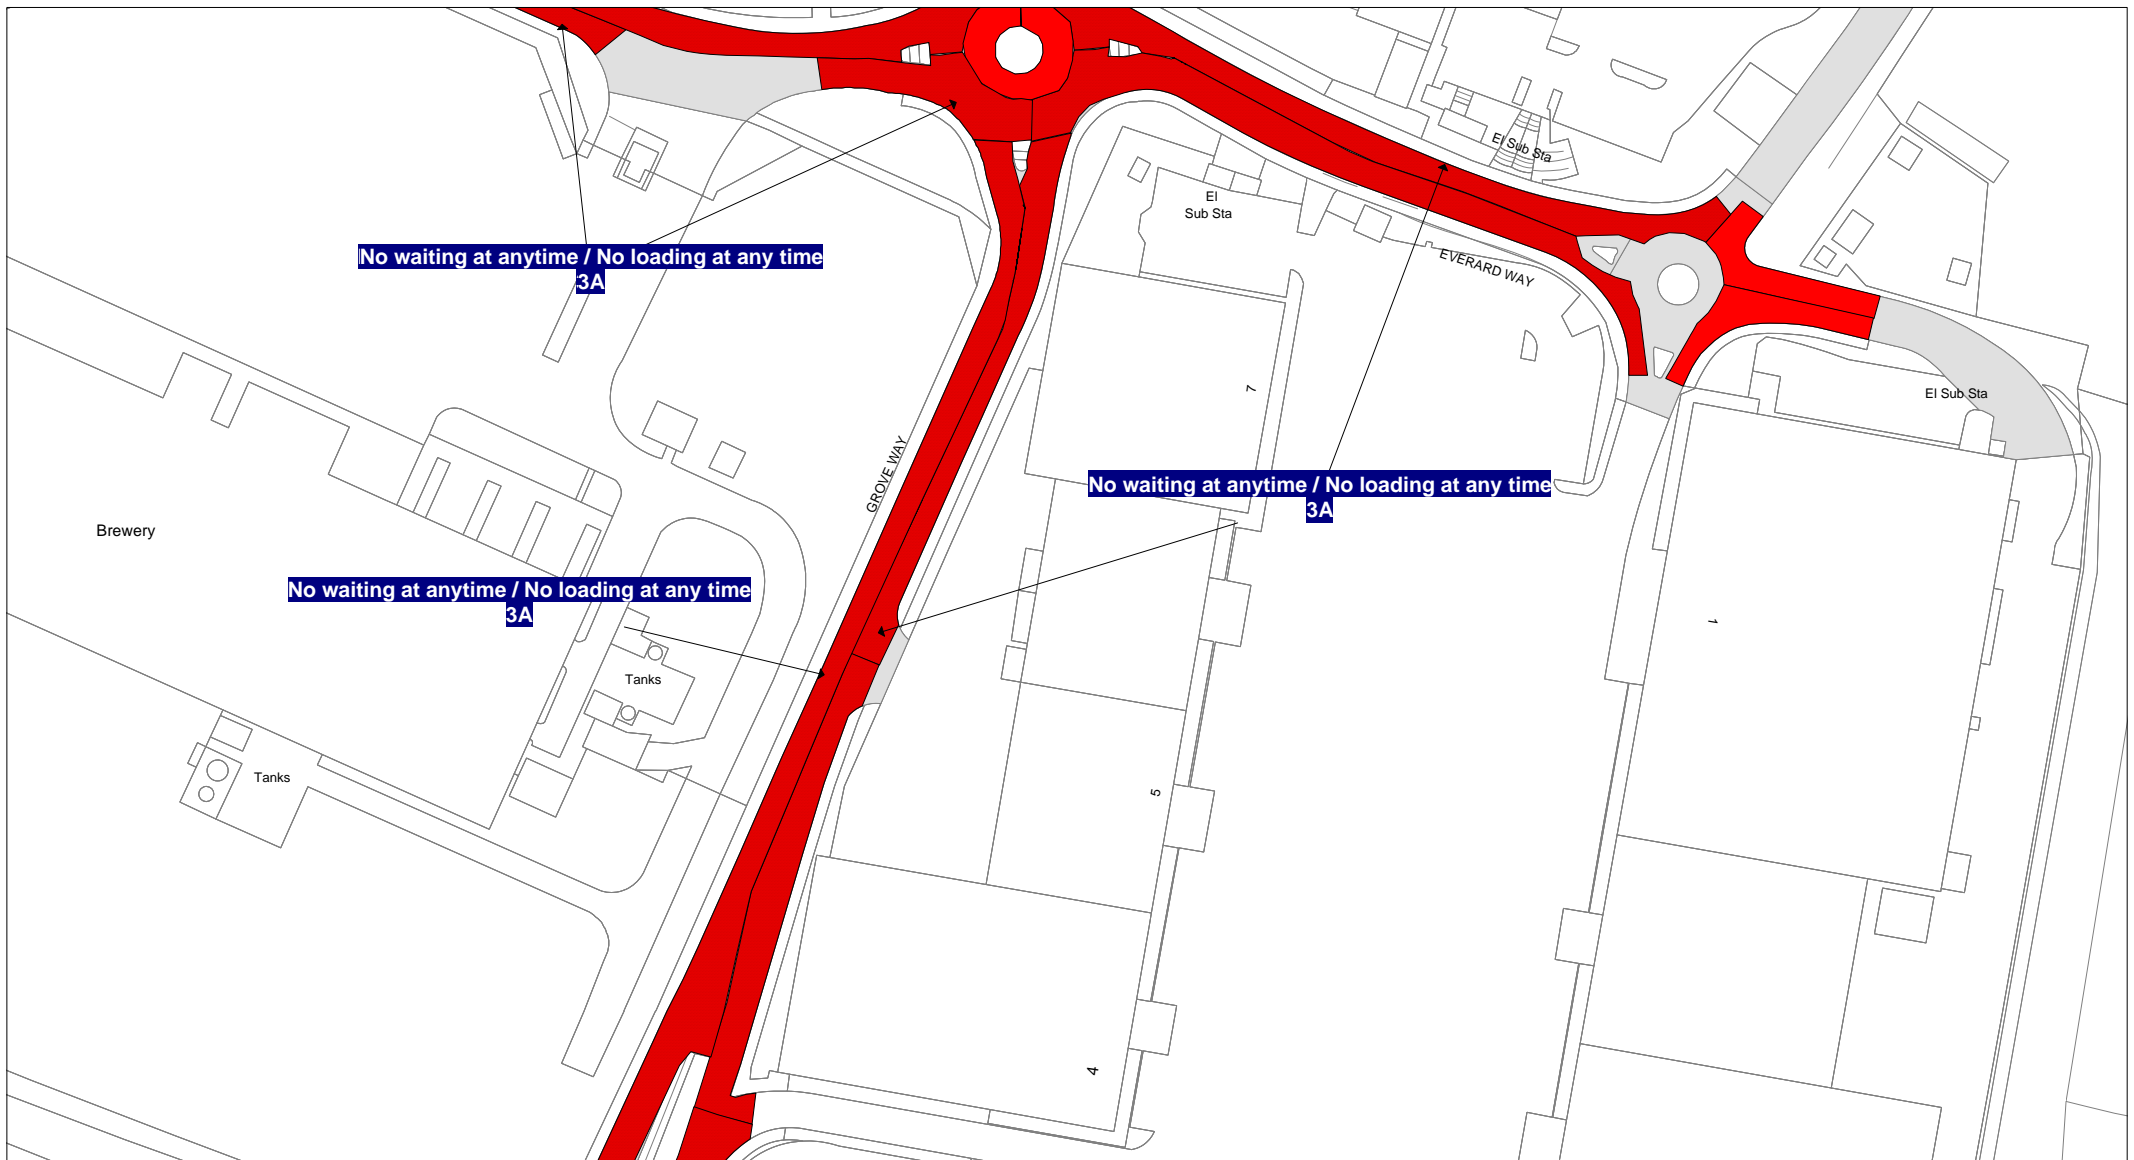 El Sub Sta
El
Sub Sta
No waiting at anytime / No loading at any time
3A
EVERARD WAY
7
El Sub Sta
GROVE WAY
No waiting at anytime / No loading at any time
3A
Brewery
No waiting at anytime / No loading at any time
3A
1
Tanks
Tanks
5
4